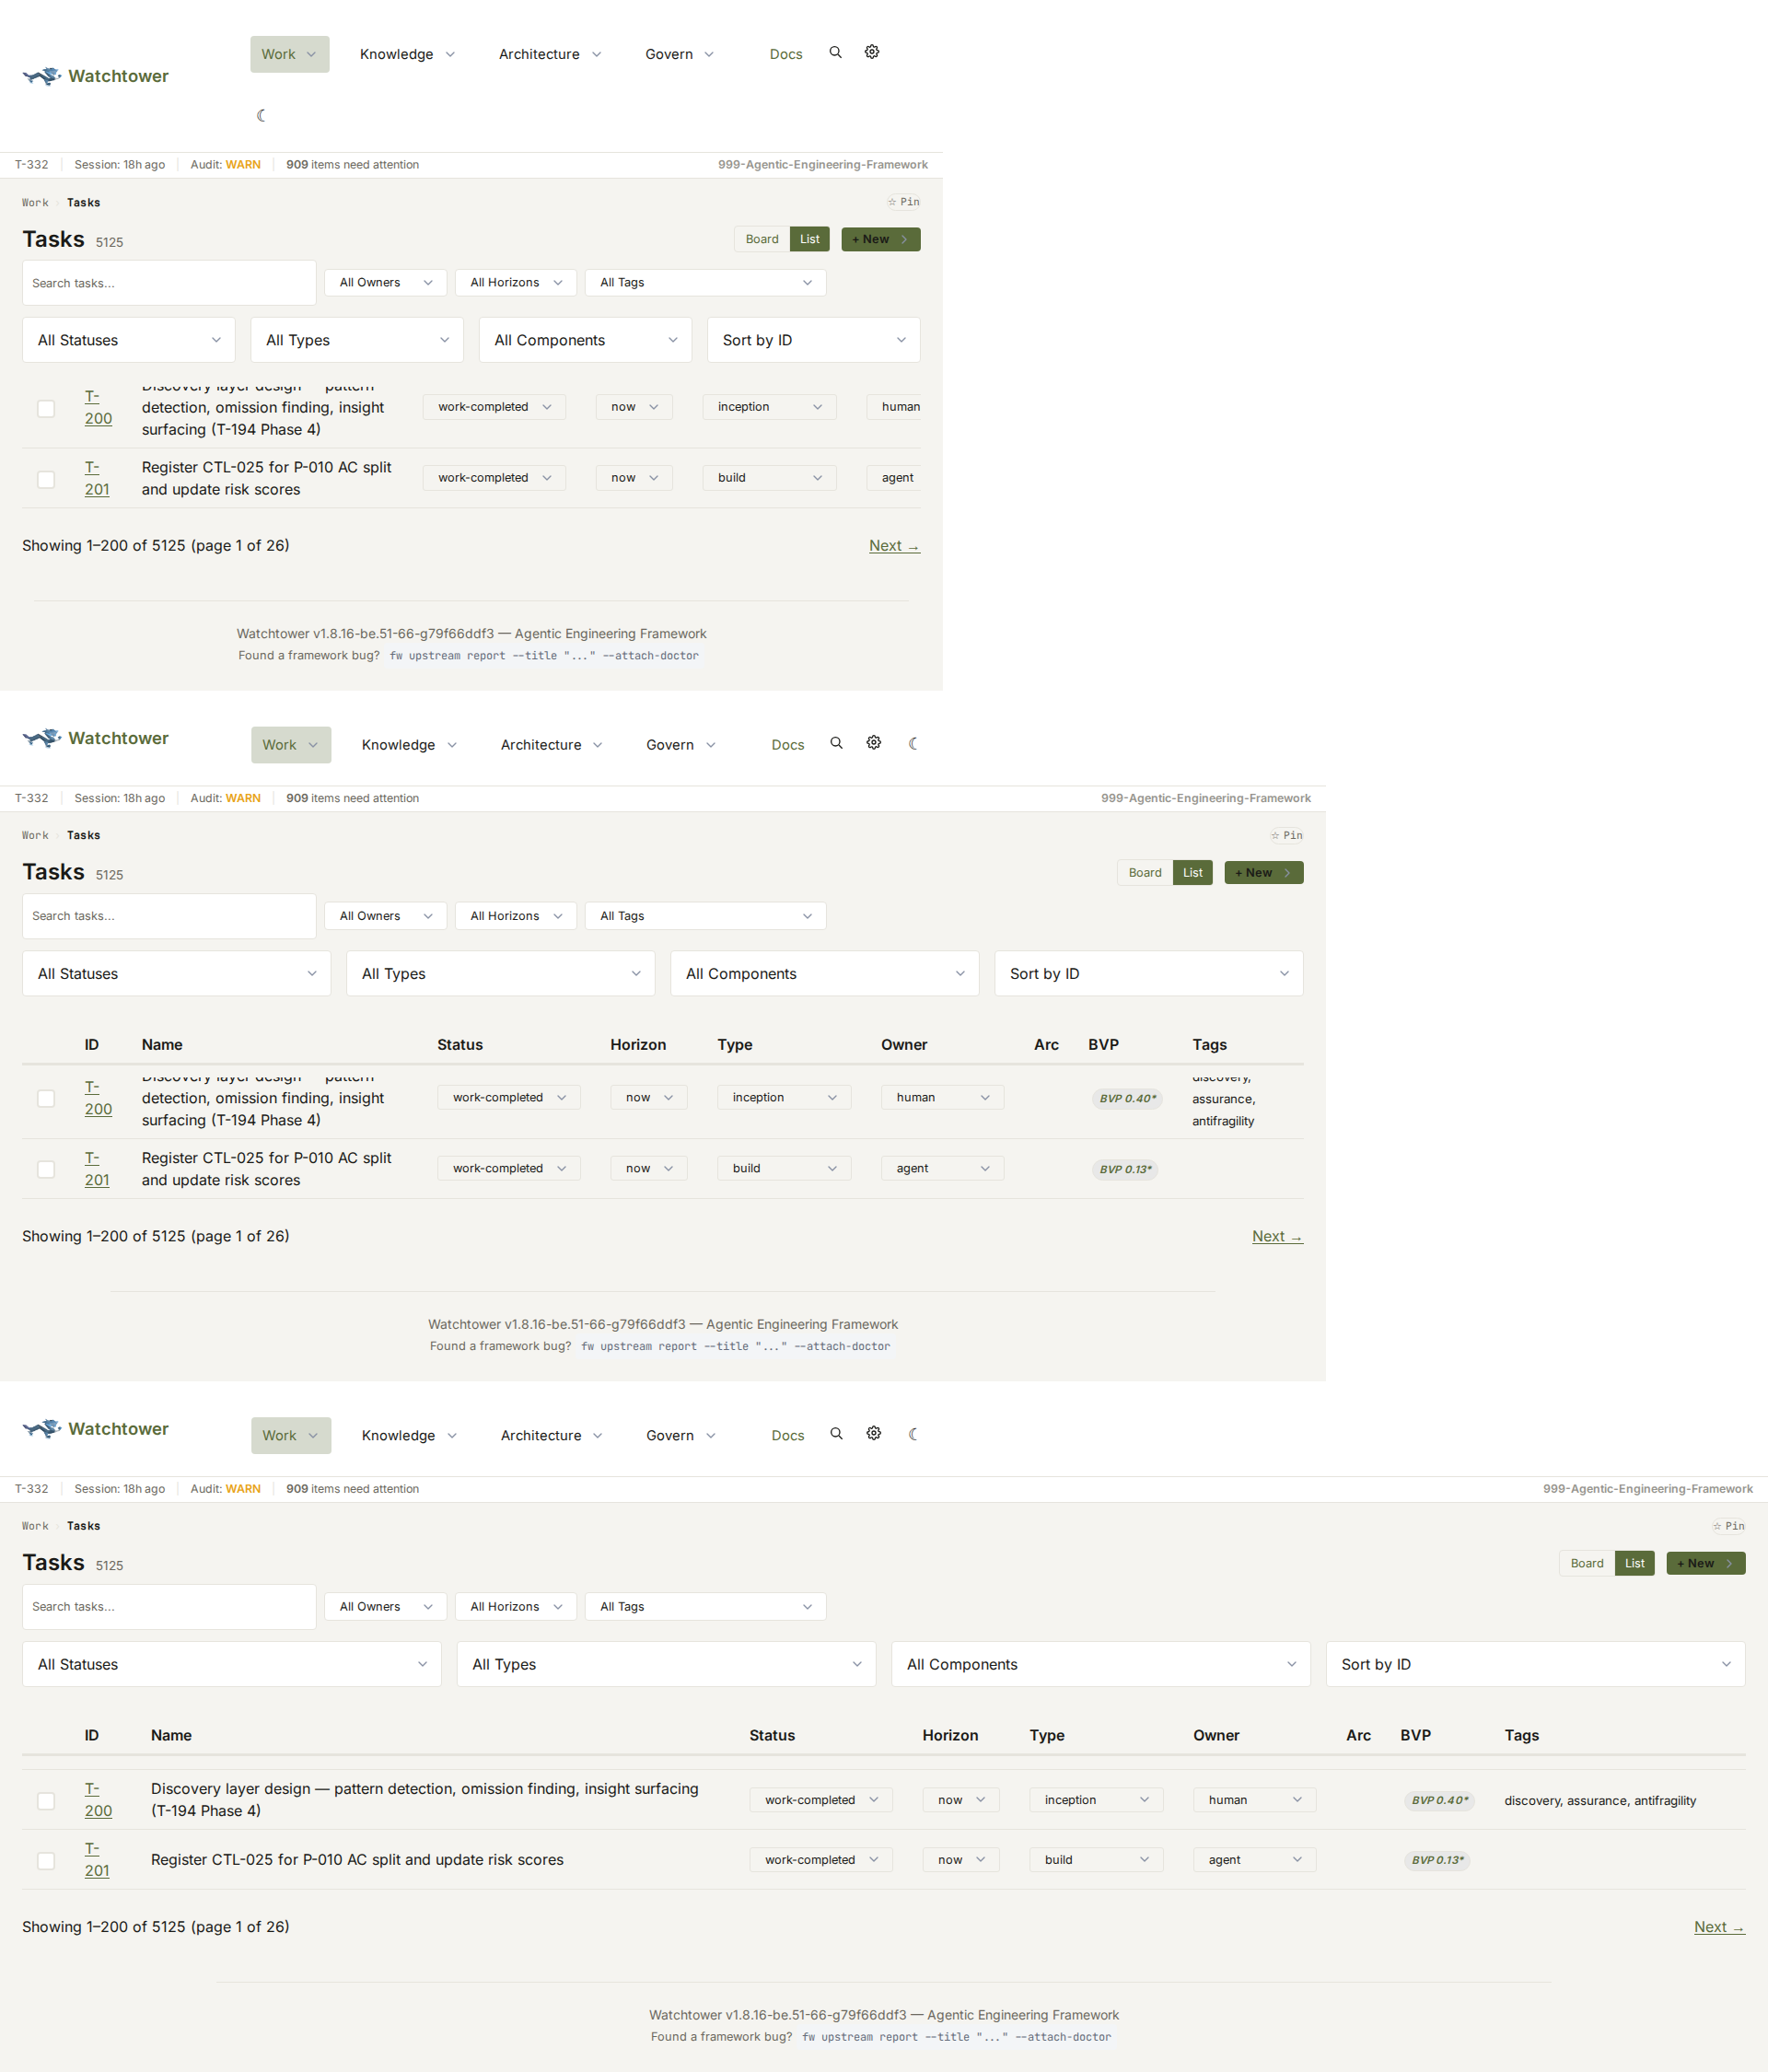 Watchtower Work Knowledge Architecture Govern Docs
☾
T-332 Session: 18h ago Audit: WARN 909 items need attention 999-Agentic-Engineering-Framework
Work › Tasks ☆ Pin
Tasks 5125 Board List + New
Search tasks... All Owners All Horizons All Tags
All Statuses All Types All Components Sort by ID
T-200 Discovery layer design — pattern
detection, omission finding, insight work-completed now inception human
surfacing (T-194 Phase 4)
T-201 Register CTL-025 for P-010 AC split work-completed now build agent
and update risk scores
Showing 1–200 of 5125 (page 1 of 26) Next →
Watchtower v1.8.16-be.51-66-g79f66ddf3 — Agentic Engineering Framework
Found a framework bug? fw upstream report --title "..." --attach-doctor
Watchtower Work Knowledge Architecture Govern Docs ☾
T-332 Session: 18h ago Audit: WARN 909 items need attention 999-Agentic-Engineering-Framework
Work › Tasks ☆ Pin
Tasks 5125 Board List + New
Search tasks... All Owners All Horizons All Tags
All Statuses All Types All Components Sort by ID
ID Name Status Horizon Type Owner Arc BVP Tags
T-200 Discovery layer design — pattern discovery,
detection, omission finding, insight work-completed now inception human BVP 0.40* assurance,
surfacing (T-194 Phase 4) antifragility
T-201 Register CTL-025 for P-010 AC split work-completed now build agent BVP 0.13*
and update risk scores
Showing 1–200 of 5125 (page 1 of 26) Next →
Watchtower v1.8.16-be.51-66-g79f66ddf3 — Agentic Engineering Framework
Found a framework bug? fw upstream report --title "..." --attach-doctor
Watchtower Work Knowledge Architecture Govern Docs ☾
T-332 Session: 18h ago Audit: WARN 909 items need attention 999-Agentic-Engineering-Framework
Work › Tasks ☆ Pin
Tasks 5125 Board List + New
Search tasks... All Owners All Horizons All Tags
All Statuses All Types All Components Sort by ID
ID Name Status Horizon Type Owner Arc BVP Tags
T-200 Discovery layer design — pattern detection, omission finding, insight surfacing work-completed now inception human BVP 0.40* discovery, assurance, antifragility
(T-194 Phase 4)
T-201 Register CTL-025 for P-010 AC split and update risk scores work-completed now build agent BVP 0.13*
Showing 1–200 of 5125 (page 1 of 26) Next →
Watchtower v1.8.16-be.51-66-g79f66ddf3 — Agentic Engineering Framework
Found a framework bug? fw upstream report --title "..." --attach-doctor